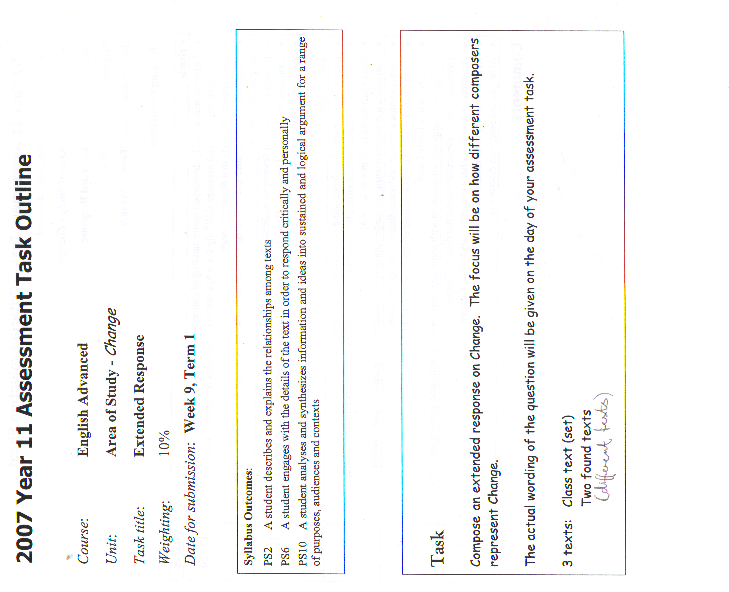 2007 Year 11 Assessment Task Outline
Course: English Advanced
Unit: Area of Study - Change
Task title: Extended Response
Weighting: 10%
Date for submission: Week 9, Term 1
Syllabus Outcomes:
PS2 A student describes and explains the relationships among texts
PS6 A student engages with the details of the text in order to respond critically and personally
PS10 A student analyses and synthesizes information and ideas into sustained and logical argument for a range
of purposes, audiences and contexts
Task
Compose an extended response on Change. The focus will be on how different composers
represent Change.
The actual wording of the question will be given on the day of your assessment task.
3 texts: Class text (set)
Two found texts
(different texts)